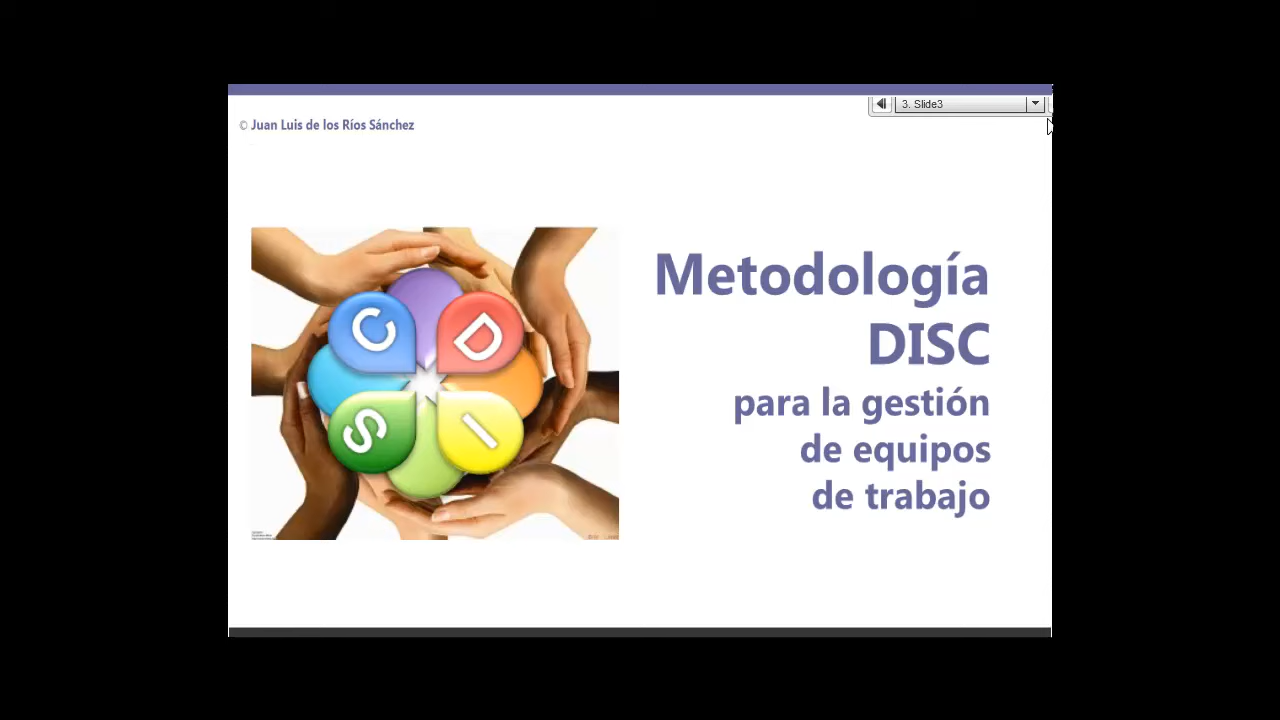 3. Slide3
© Juan Luis de los Ríos Sánchez
Metodología
DISC
para la gestión
de equipos
de trabajo
C
D
S
I